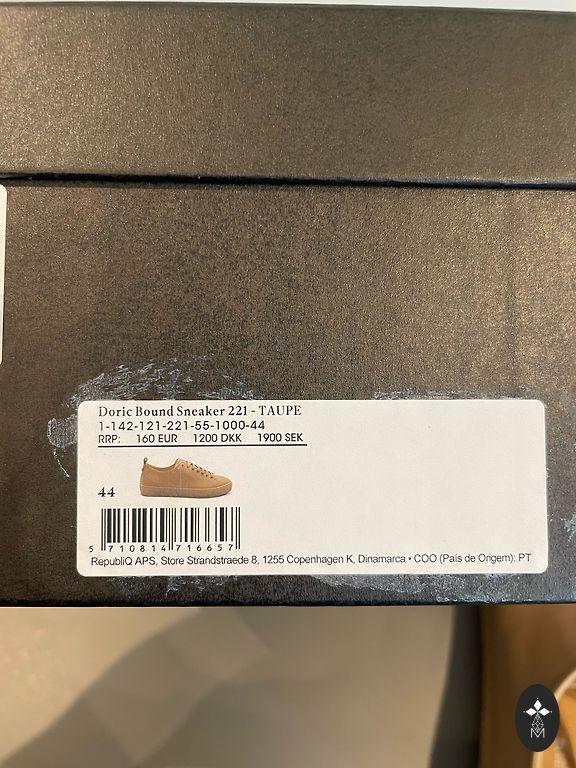 Doric Bound Sneaker 221 - TAUPE
1-142-121-221-55-1000-44
RRP: 160 EUR 1200 DKK 1900 SEK
44
5 710814 716657
RepubliQ APS, Store Strandstraede 8, 1255 Copenhagen K, Dinamarca • COO (País de Origem): PT